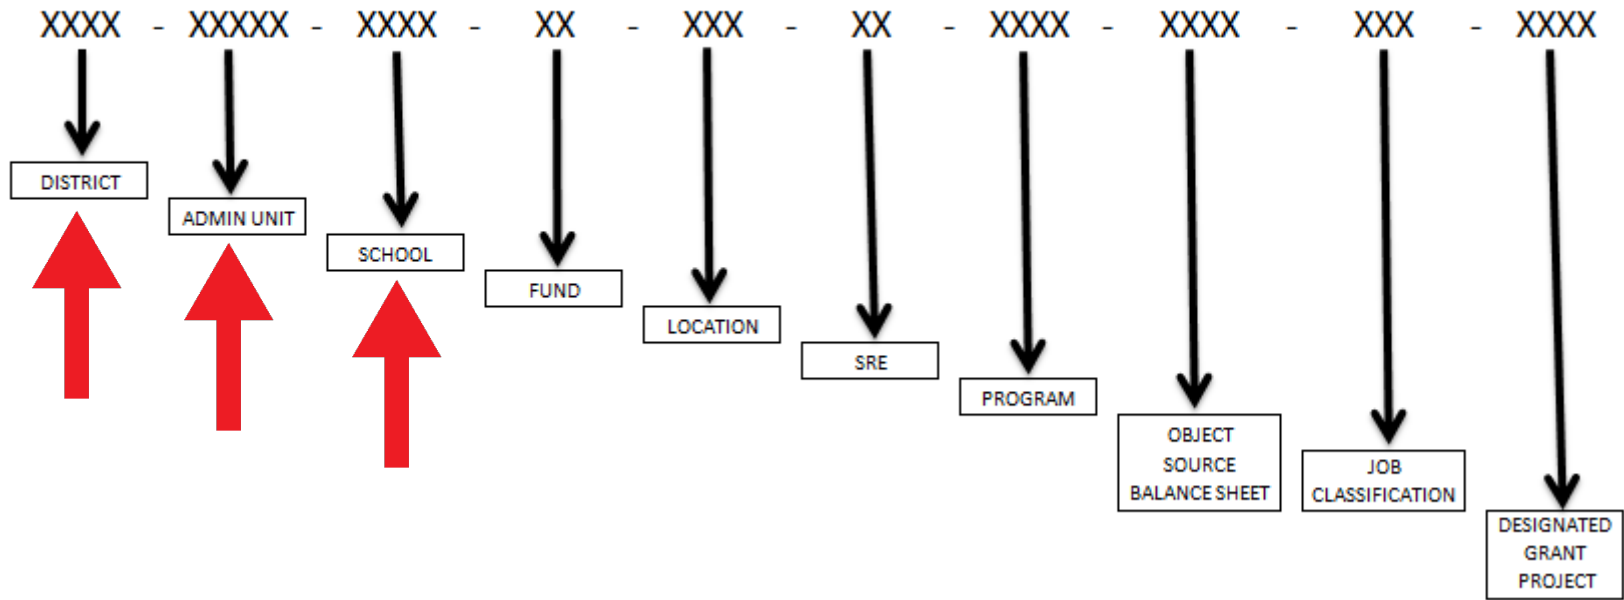 XXXX - XXXXX - XXXX - XX - XXX - XX - XXXX - XXXX - XXX - XXXX
DISTRICT
ADMIN UNIT
SCHOOL
FUND
LOCATION
SRE
PROGRAM
OBJECT
SOURCE
BALANCE SHEET
JOB
CLASSIFICATION
DESIGNATED
GRANT
PROJECT